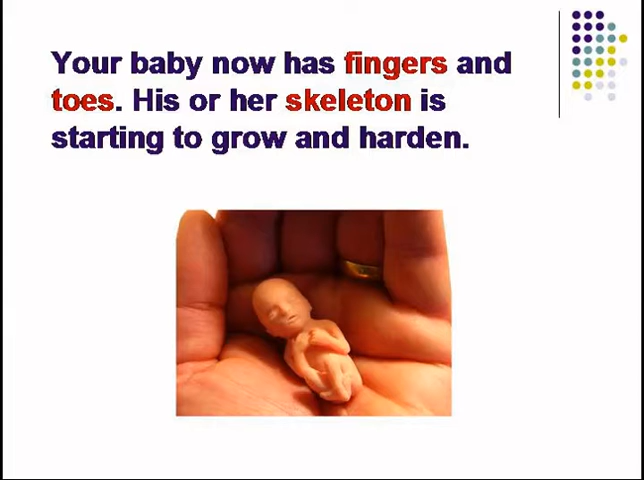 Your baby now has fingers and
toes. His or her skeleton is
starting to grow and harden.